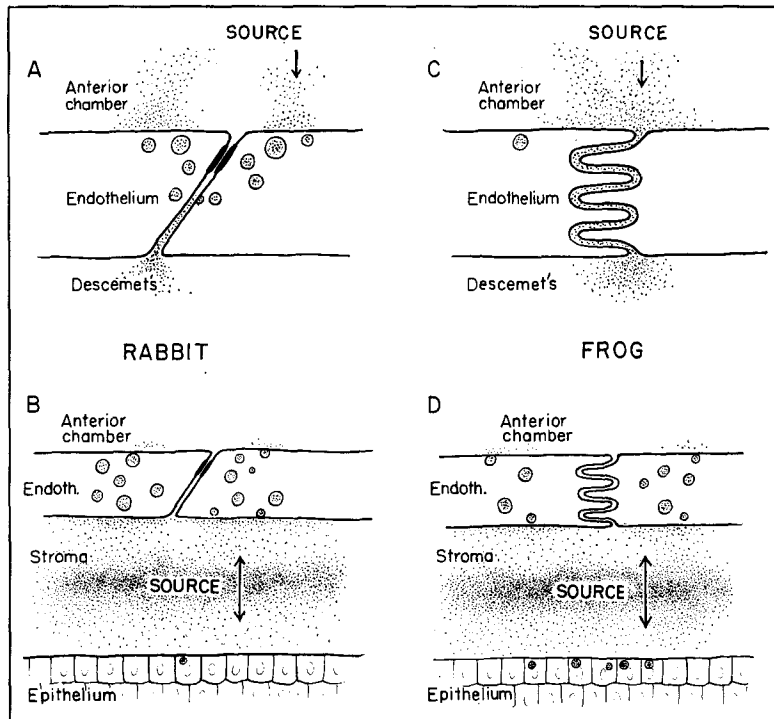 A
SOURCE
Anterior
chamber
Endothelium
Descemet's
C
SOURCE
Anterior
chamber
Endothelium
Descemet's
RABBIT
FROG
B
Anterior
chamber
Endoth.
Stroma
SOURCE
Epithelium
D
Anterior
chamber
Endoth.
Stroma
SOURCE
Epithelium